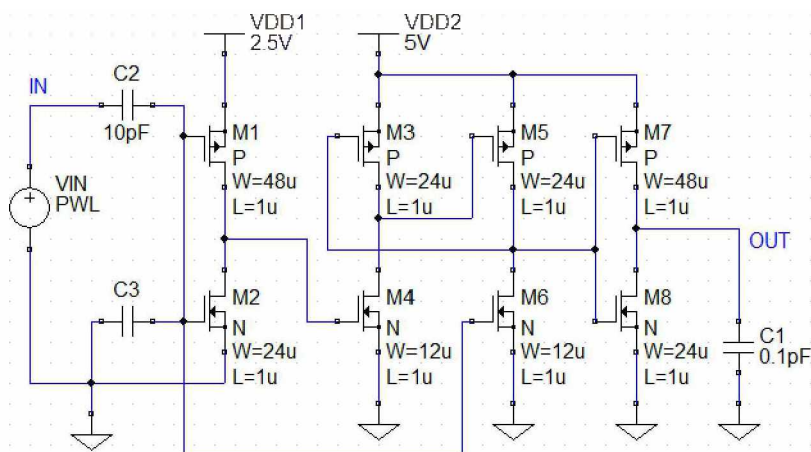 VDD1
2.5V
VDD2
5V
IN
C2
10pF
VIN
PWL
C3
M1
P
W=48u
L=1u
M2
N
W=24u
L=1u
M3
P
W=24u
L=1u
M4
N
W=12u
L=1u
M5
P
W=24u
L=1u
M6
N
W=12u
L=1u
M7
P
W=48u
L=1u
M8
N
W=24u
L=1u
OUT
C1
0.1pF